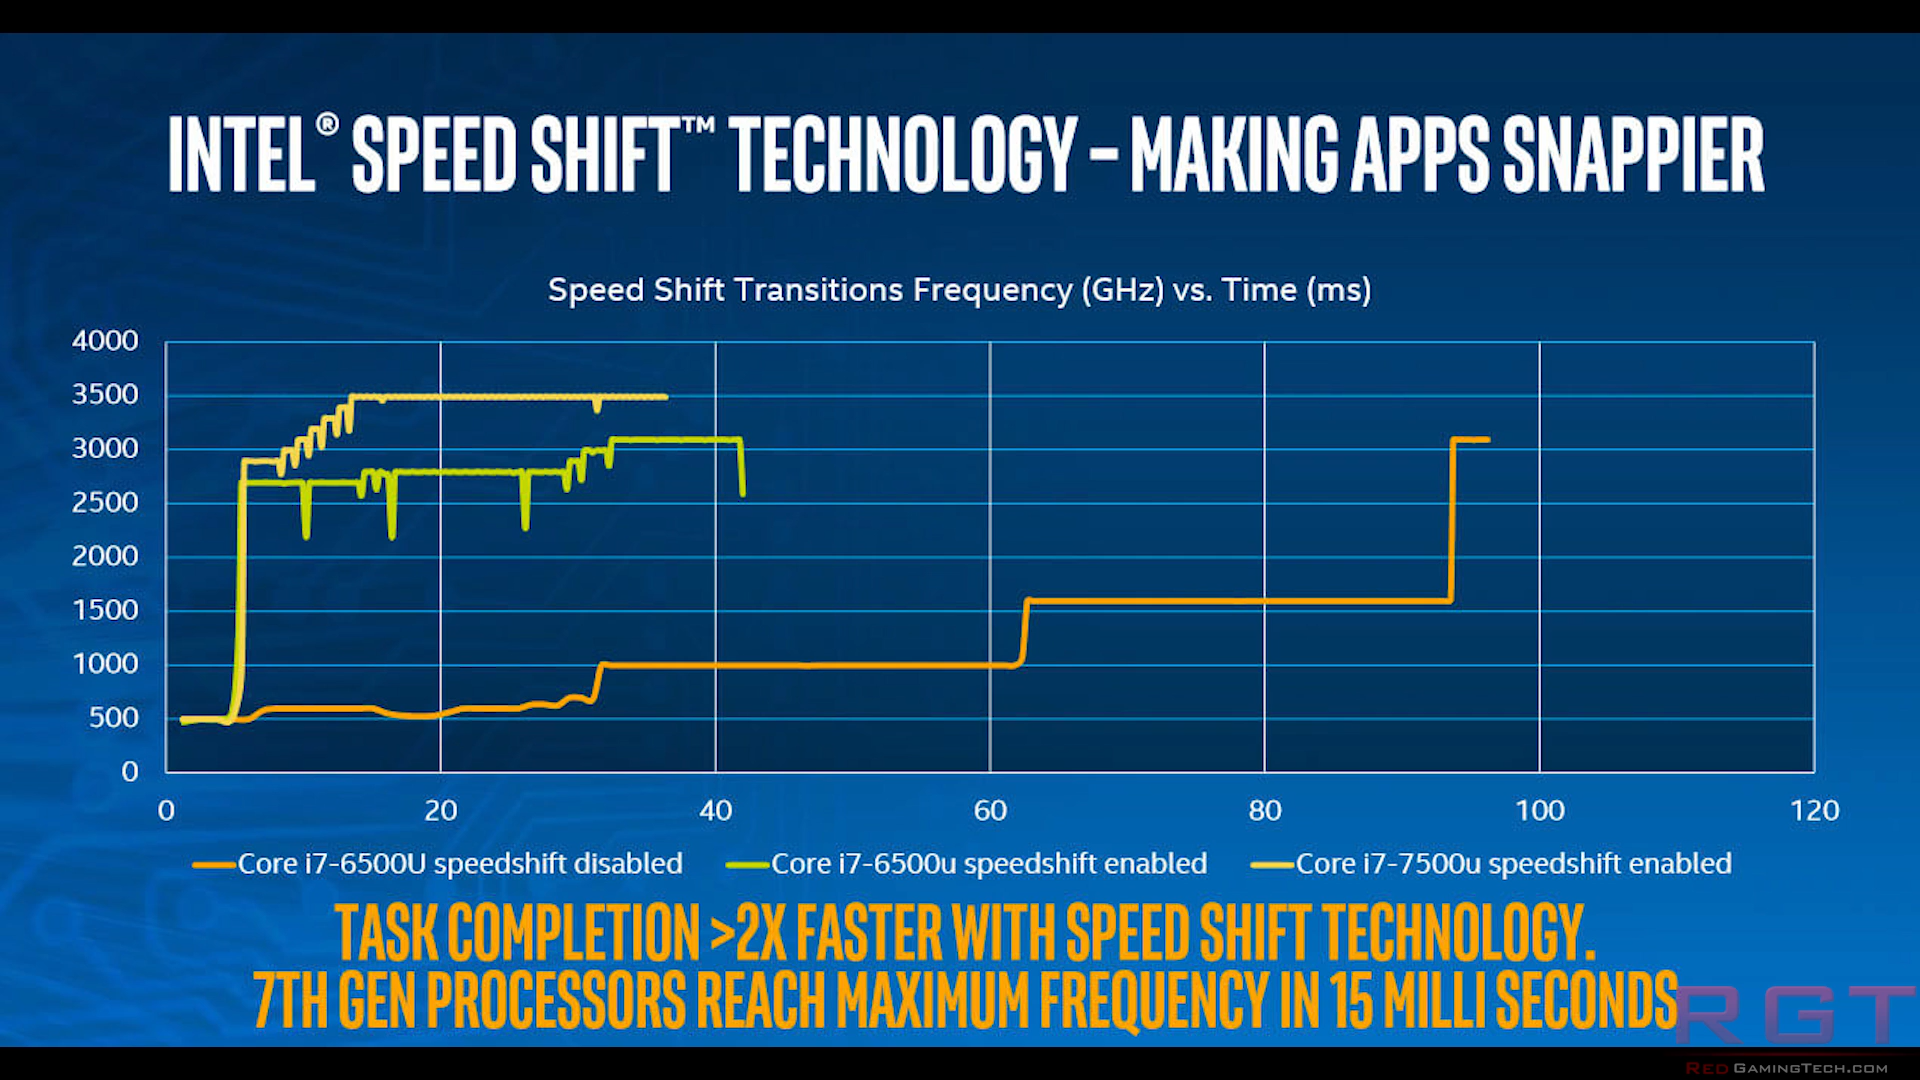 INTEL® SPEED SHIFT™ TECHNOLOGY – MAKING APPS SNAPPIER
Speed Shift Transitions Frequency (GHz) vs. Time (ms)
4000
3500
3000
2500
2000
1500
1000
500
0
0 20 40 60 80 100 120
Core i7-6500U speedshift disabled Core i7-6500u speedshift enabled Core i7-7500u speedshift enabled
TASK COMPLETION >2X FASTER WITH SPEED SHIFT TECHNOLOGY.
7TH GEN PROCESSORS REACH MAXIMUM FREQUENCY IN 15 MILLI SECONDS
RGT
REDGAMINGTECH.COM